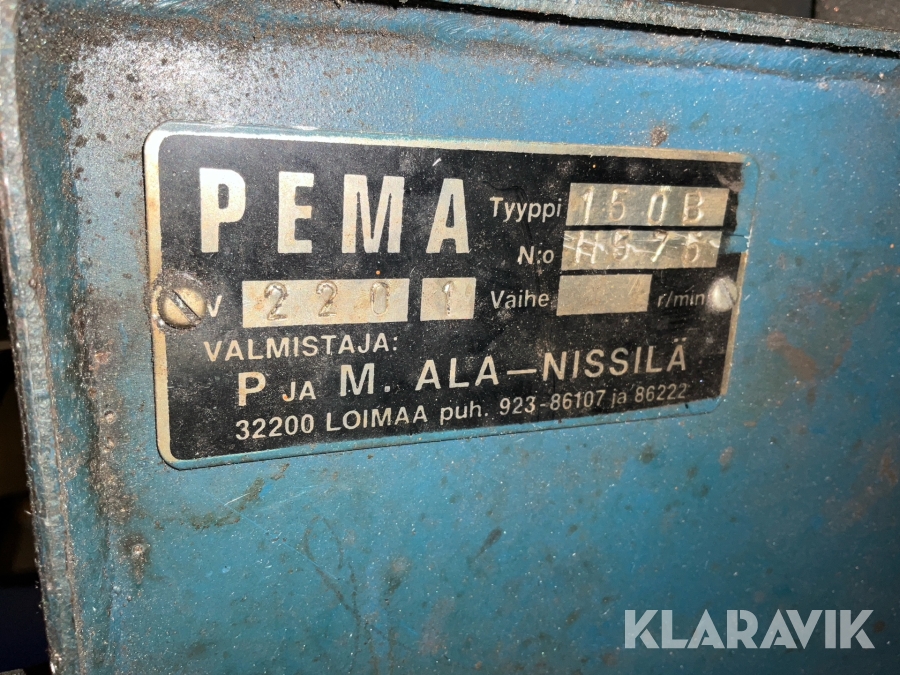 PEMA
Tyyppi 150B
N:o 11575
V 220 1 Vaihe r/min
VALMISTAJA:
P JA M. ALA-NISSILÄ
32200 LOIMAA puh. 923-86107 ja 86222
KLARAVIK